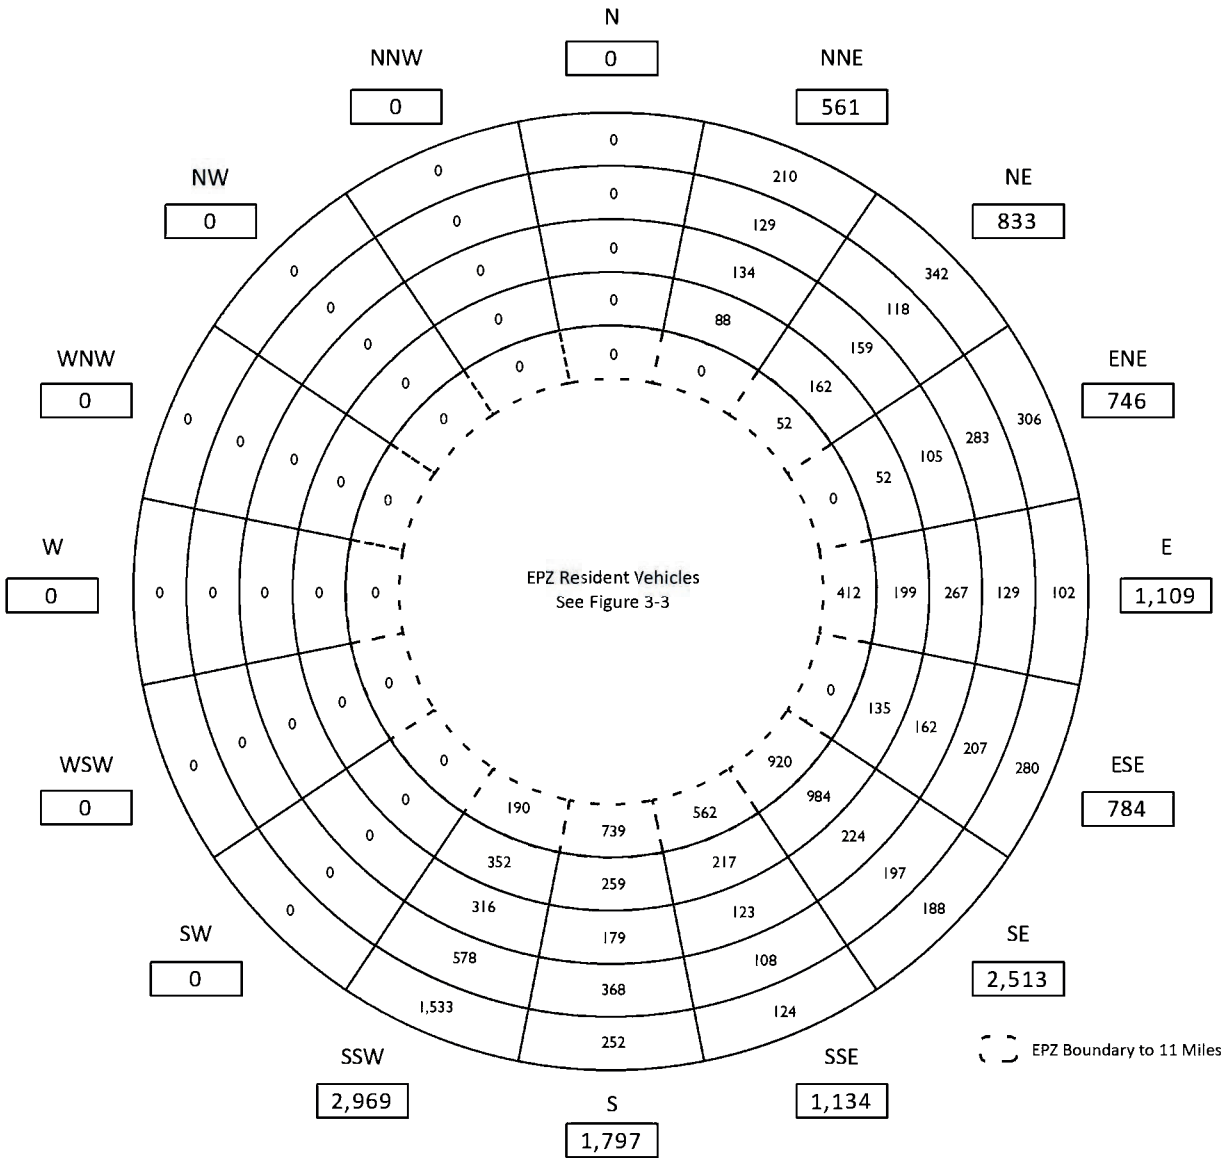 N
0
NNW
0
NNE
561
NW
0
NE
833
WNW
0
ENE
746
W
0
E
1,109
WSW
0
ESE
784
SW
0
SE
2,513
SSW
2,969
SSE
1,134
S
1,797
0
0 210
0
0 129
0
0 134
0 342
0 118
0
0 88
0 159
0
0 0
0 162
0 306
0 52
0 283
0 105
0 52
0 0
EPZ Resident Vehicles
See Figure 3-3
0 0 0 0 0 412 199 267 129 102
0 0
0 135
0 162
0 207
0 280
0 920
0 984
190 562
739
0 224
352 217
0 197
259
316 123
0 188
179
578 108
368
1,533 124
252
EPZ Boundary to 11 Miles